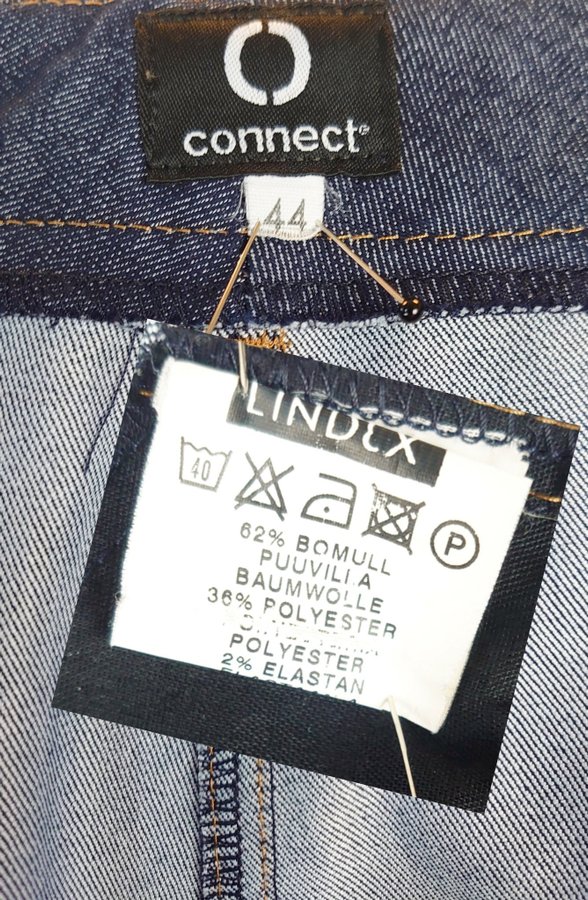 connect®
44
LINDEX
40
P
62% BOMULL
PUUVILLA
BAUMWOLLE
36% POLYESTER
POLYESTER
2% ELASTAN